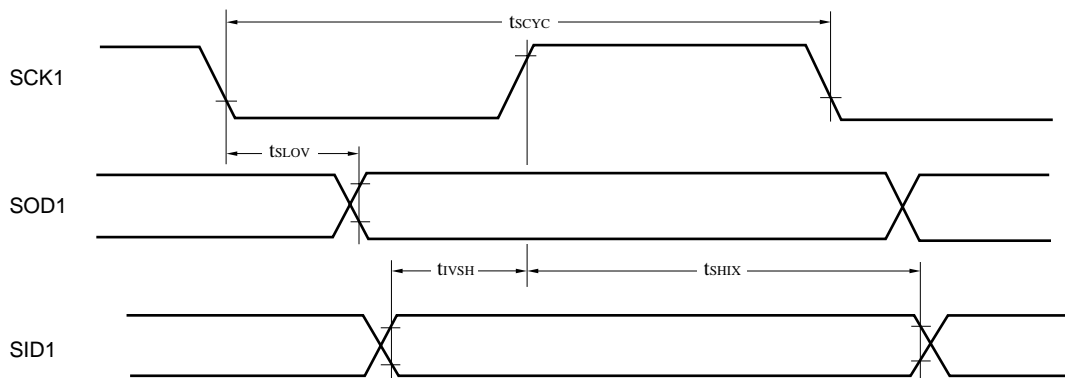 tSCYC
SCK1
tSLOV
SOD1
tIVSH
tSHIX
SID1